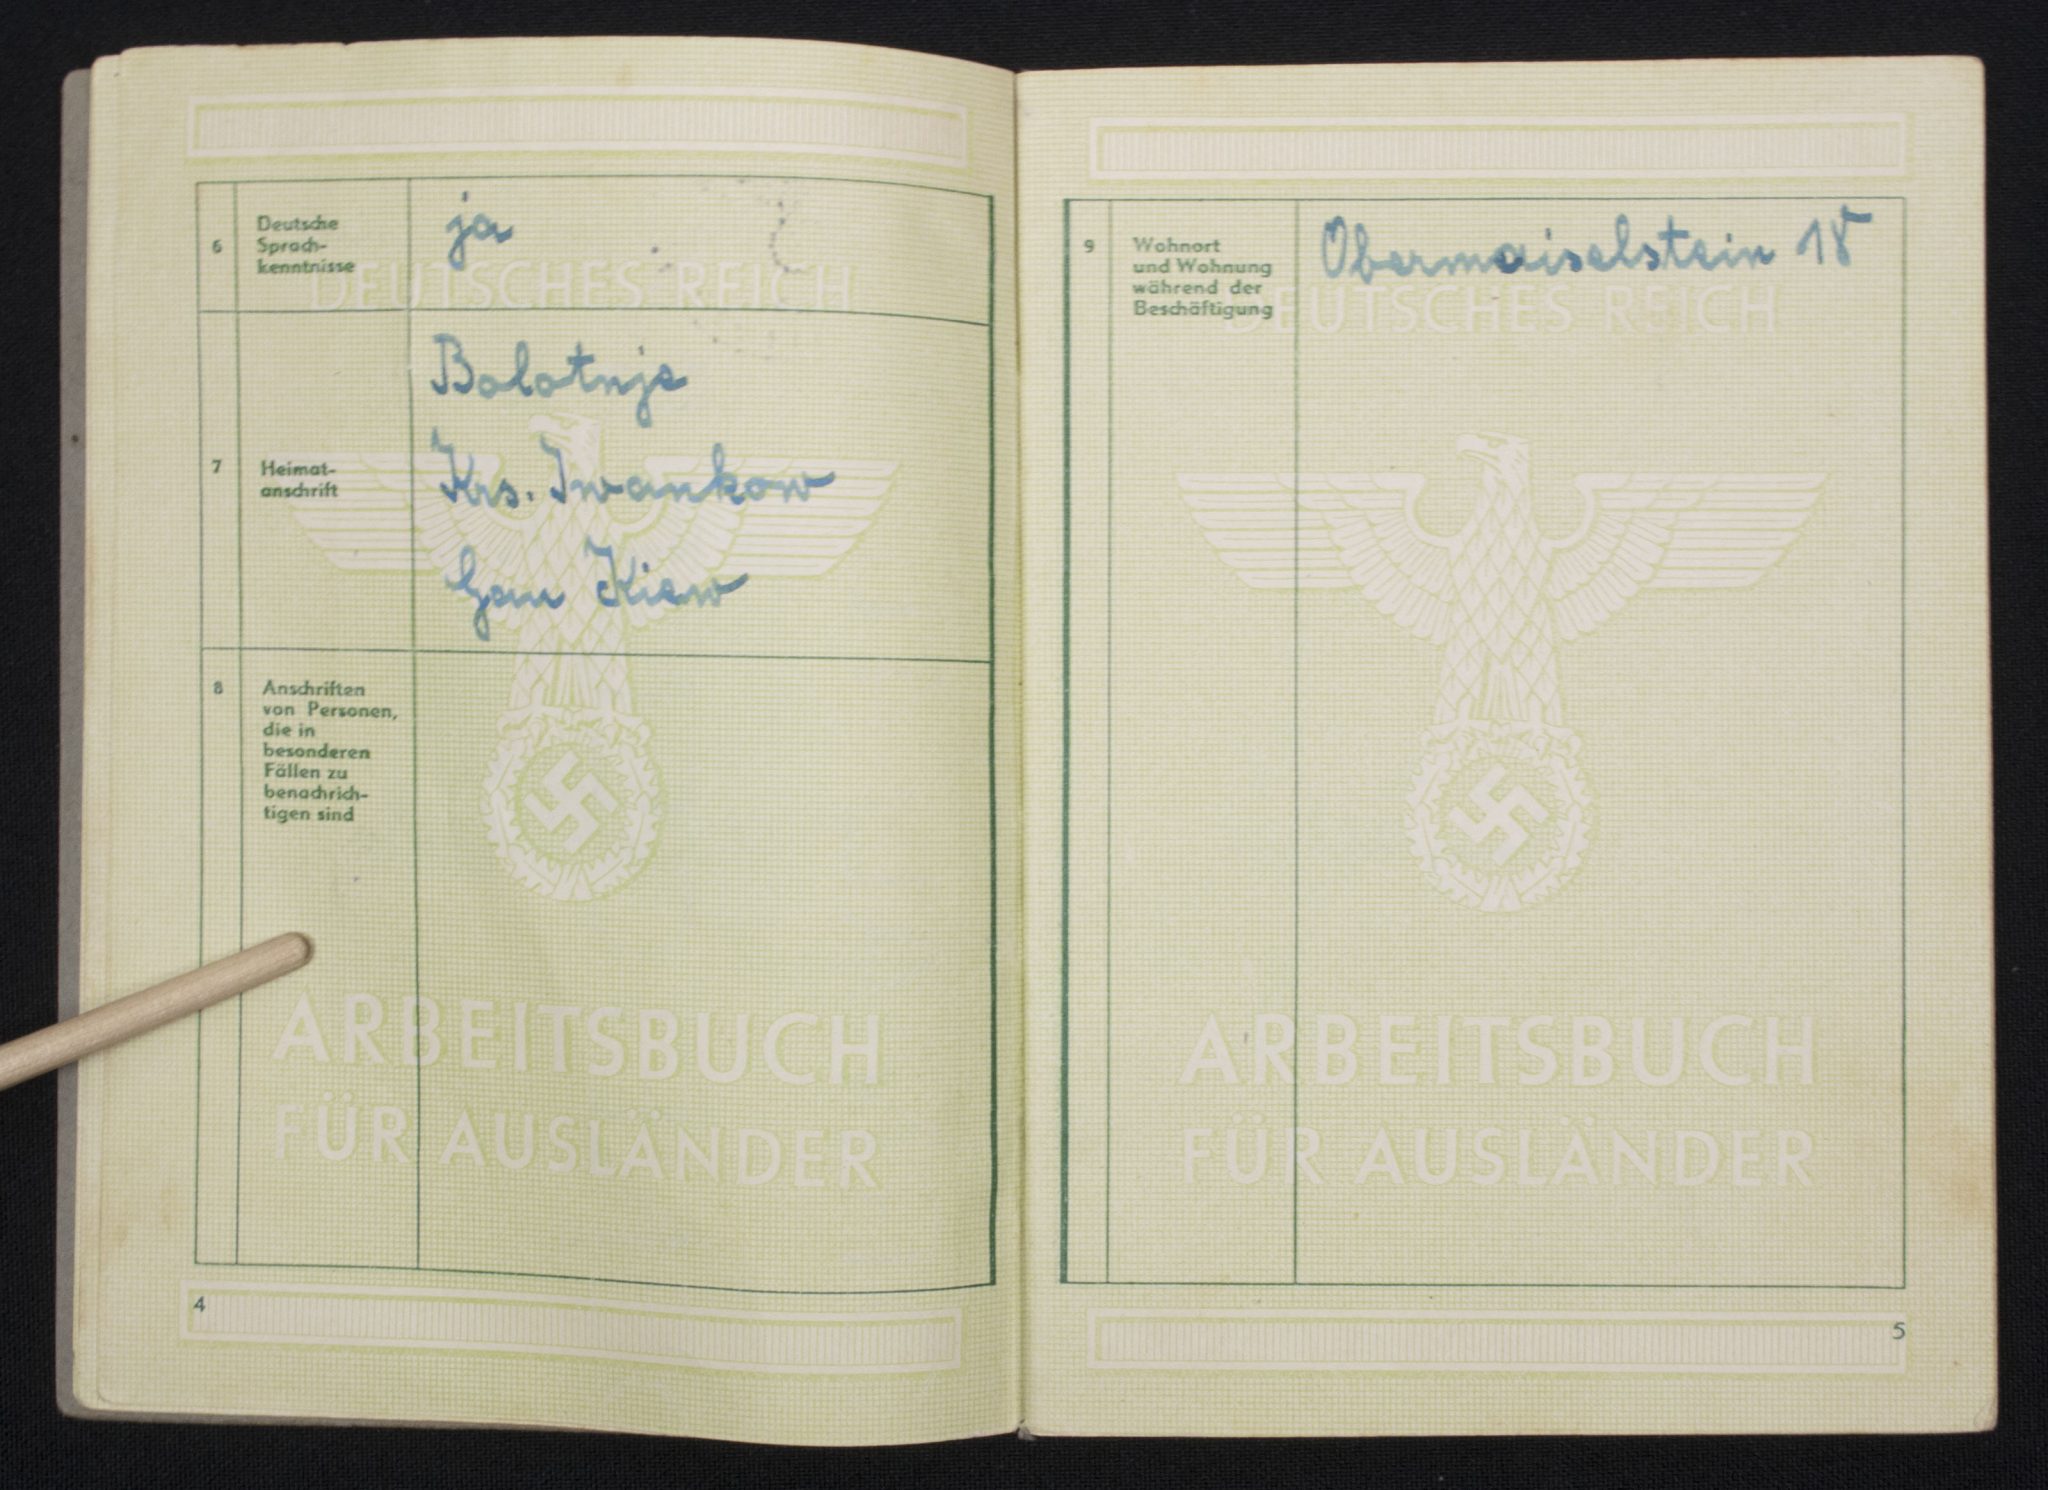 6
Deutsche
Sprach-
kenntnisse
ja
DEUTSCHES REICH
7
Heimat-
anschrift
Bolotnja
Krs. Iwankow
Gau Kiew
8
Anschriften
von Personen,
die in
besonderen
Fällen zu
benachrich-
tigen sind
ARBEITSBUCH
FÜR AUSLÄNDER
4
9
Wohnort
und Wohnung
während der
Beschäftigung
Obermaiselstein 18
DEUTSCHES REICH
ARBEITSBUCH
FÜR AUSLÄNDER
5